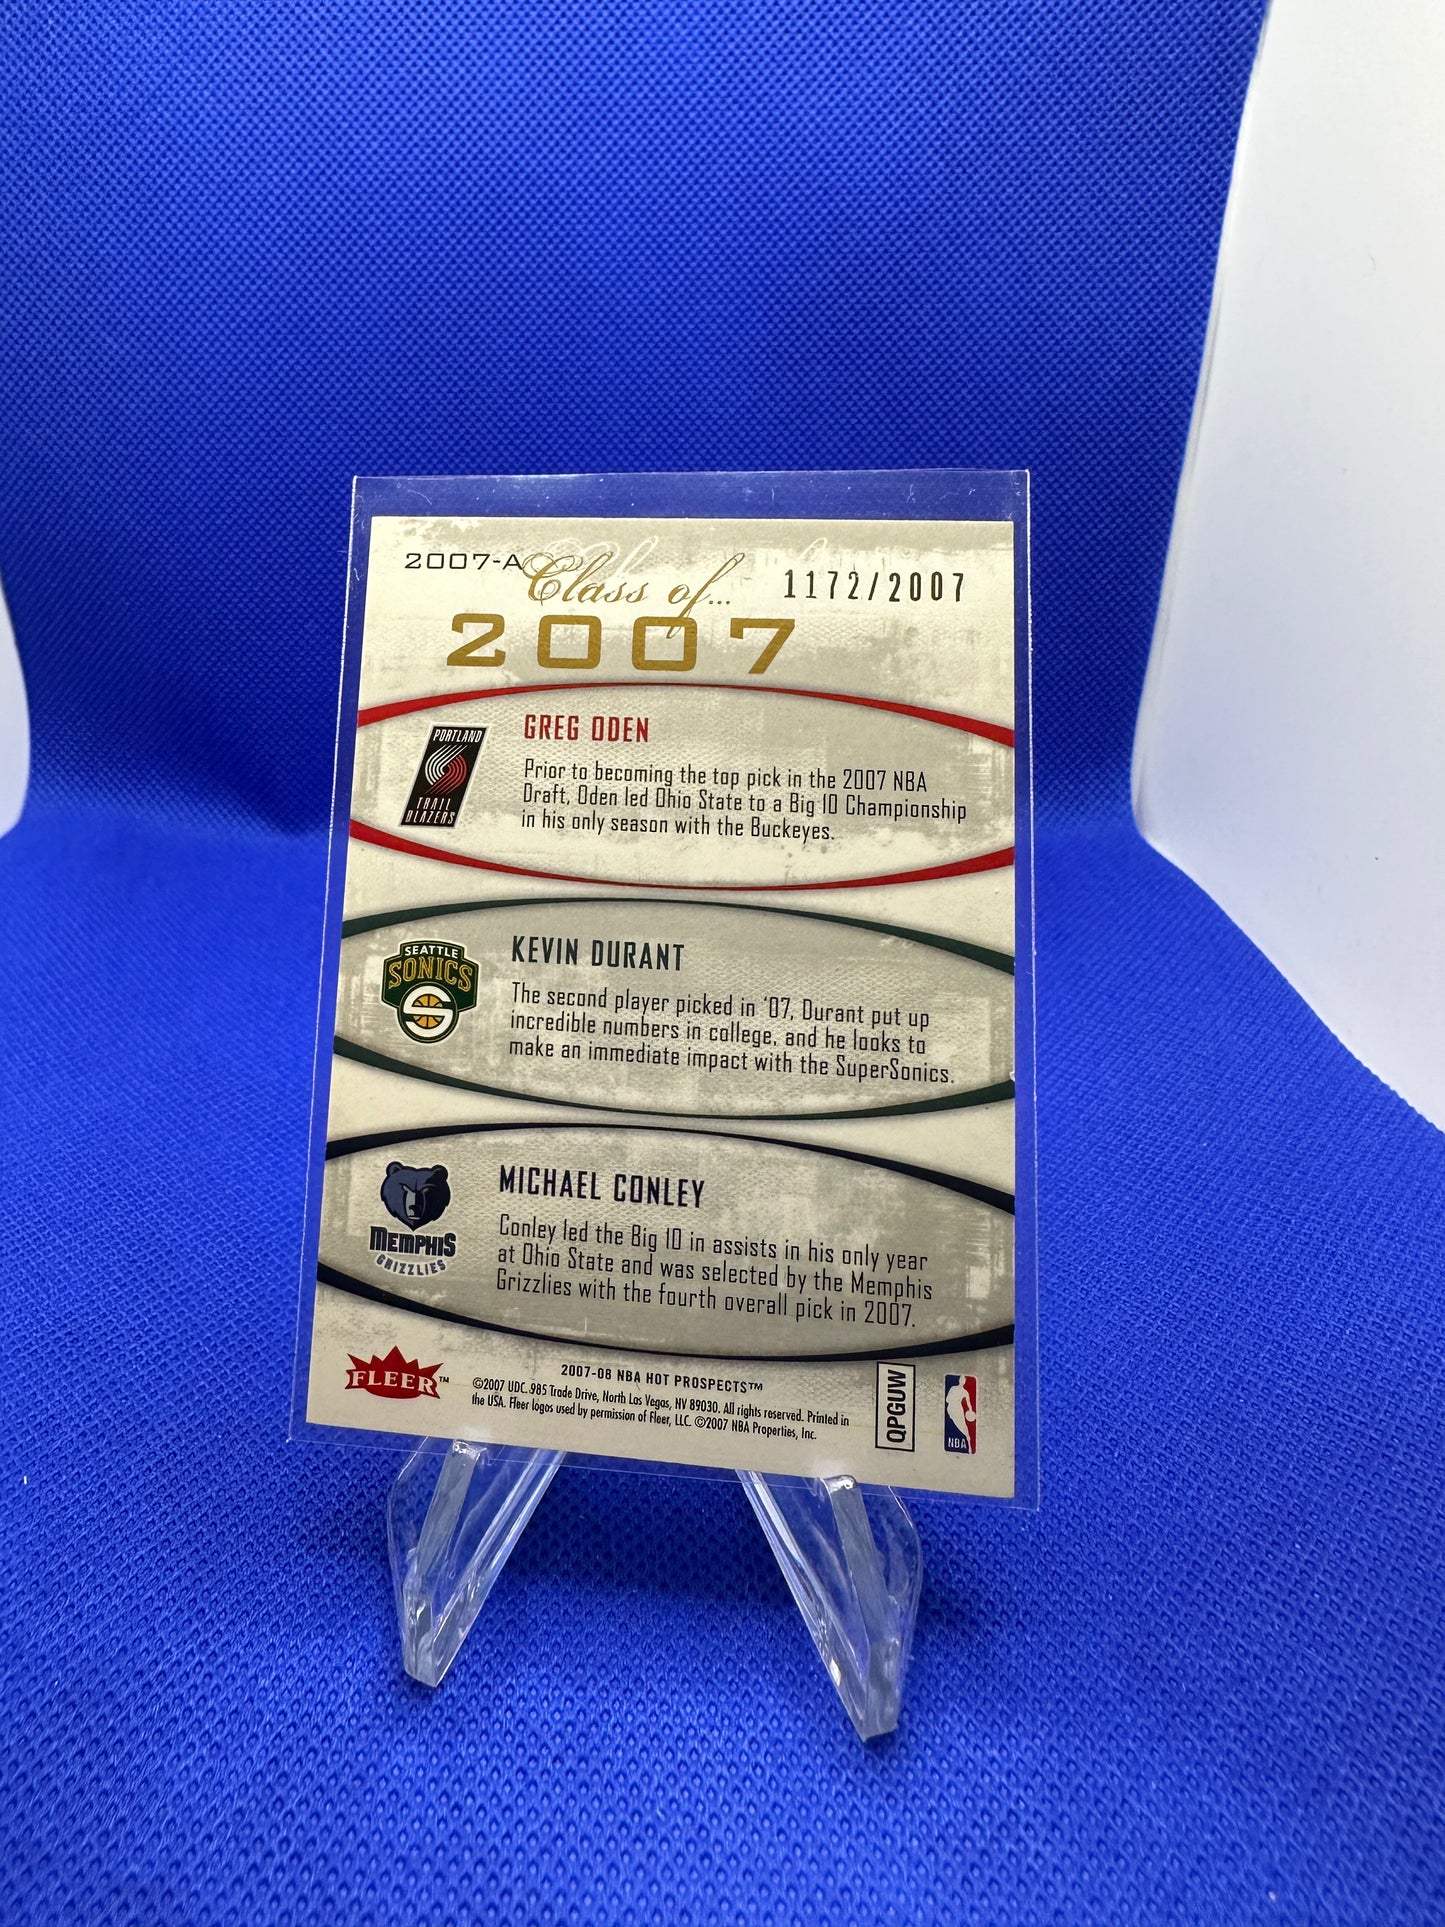 2007-A Class of... 1172/2007
2007
GREG ODEN
PORTLAND
TRAIL
BLAZERS
Prior to becoming the top pick in the 2007 NBA
Draft, Oden led Ohio State to a Big 10 Championship
in his only season with the Buckeyes.
KEVIN DURANT
SEATTLE
SONICS
The second player picked in '07, Durant put up
incredible numbers in college, and he looks to
make an immediate impact with the SuperSonics.
MICHAEL CONLEY
MEMPHIS
GRIZZLIES
Conley led the Big 10 in assists in his only year
at Ohio State and was selected by the Memphis
Grizzlies with the fourth overall pick in 2007.
FLEER™
2007-08 NBA HOT PROSPECTS™
©2007 UDC. 985 Trade Drive, North Las Vegas, NV 89030. All rights reserved. Printed in
the USA. Fleer logos used by permission of Fleer, LLC. ©2007 NBA Properties, Inc.
QPGUW
NBA